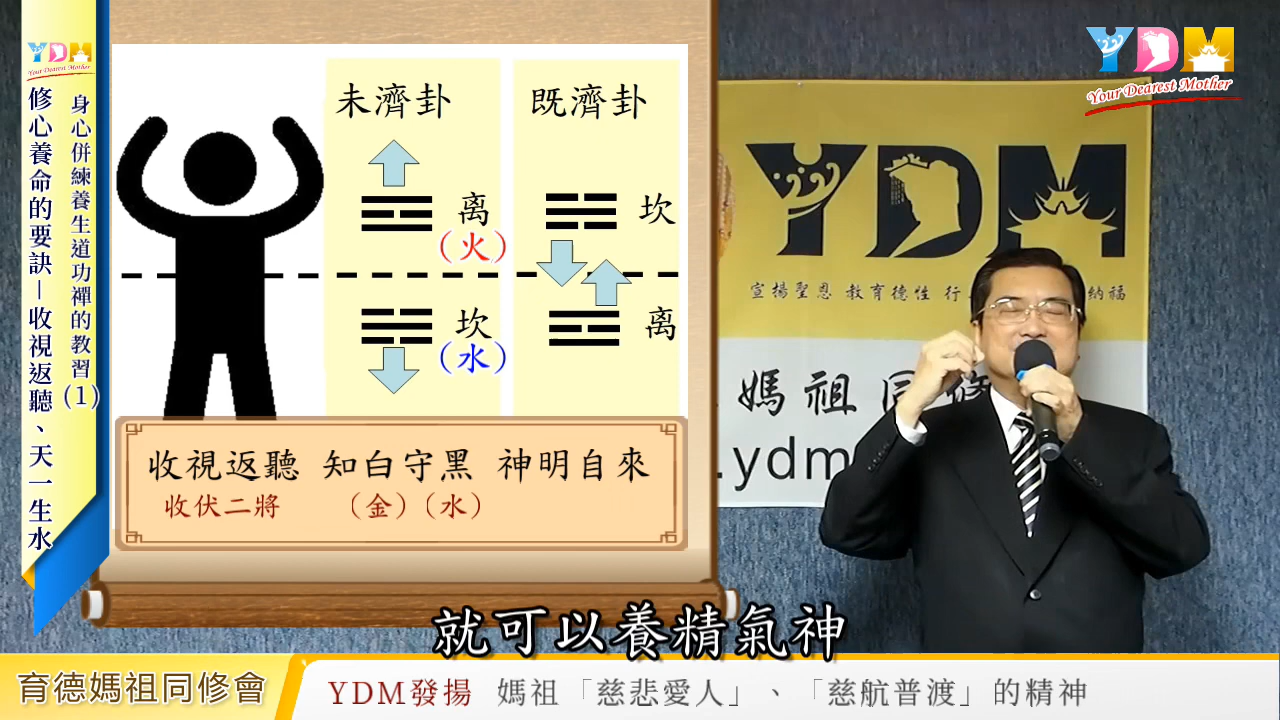 YDM
Your Dearest Mother
修心養命的要訣－收視返聽、天一生水
身心併練養生道功禪的教習(1)
未濟卦
既濟卦
离
(火)
坎
(水)
坎
离
收視返聽 知白守黑 神明自來
收伏二將 (金)(水)
YDM
Your Dearest Mother
YDM
宣揚聖恩 教育德性 行
納福
媽祖同修
.ydm
就可以養精氣神
育德媽祖同修會
YDM發揚 媽祖「慈悲愛人」、「慈航普渡」的精神